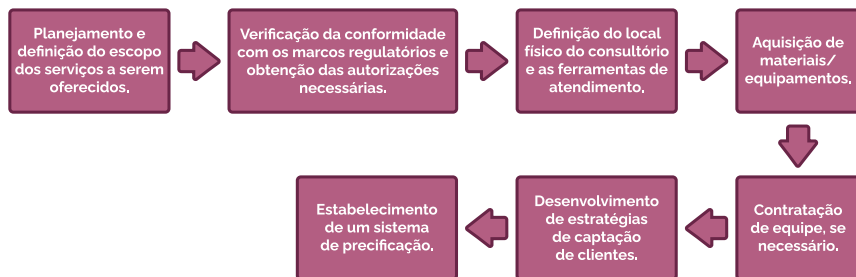 Planejamento e
definição do escopo
dos serviços a serem
oferecidos.
Verificação da conformidade
com os marcos regulatórios e
obtenção das autorizações
necessárias.
Definição do local
físico do consultório
e as ferramentas de
atendimento.
Aquisição de
materiais/
equipamentos.
Contratação
de equipe, se
necessário.
Desenvolvimento
de estratégias
de captação
de clientes.
Estabelecimento
de um sistema
de precificação.